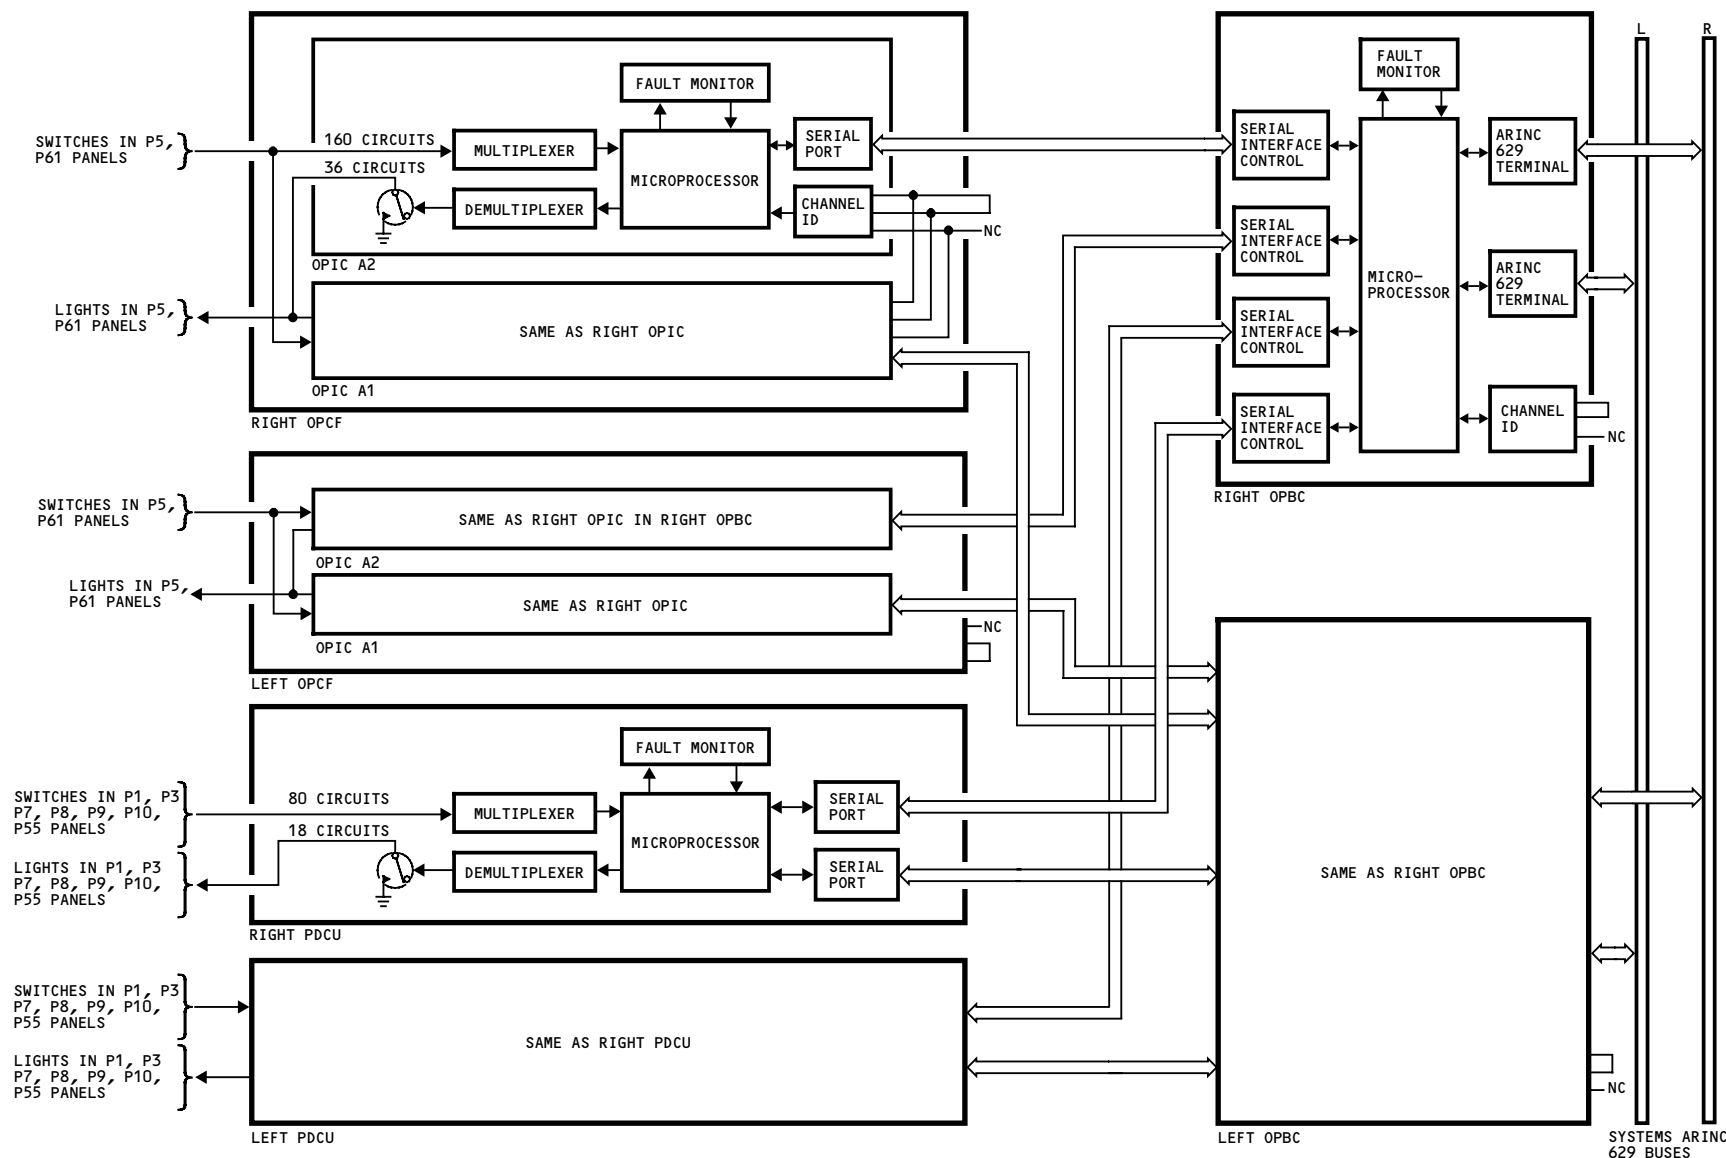 SWITCHES IN P5,
P61 PANELS
160 CIRCUITS
36 CIRCUITS
MULTIPLEXER
DEMULTIPLEXER
FAULT MONITOR
MICROPROCESSOR
SERIAL
PORT
CHANNEL
ID
NC
OPIC A2
LIGHTS IN P5,
P61 PANELS
SAME AS RIGHT OPIC
OPIC A1
RIGHT OPCF
SWITCHES IN P5,
P61 PANELS
SAME AS RIGHT OPIC IN RIGHT OPBC
OPIC A2
LIGHTS IN P5,
P61 PANELS
SAME AS RIGHT OPIC
OPIC A1
NC
LEFT OPCF
SWITCHES IN P1, P3
P7, P8, P9, P10,
P55 PANELS
80 CIRCUITS
18 CIRCUITS
MULTIPLEXER
DEMULTIPLEXER
FAULT MONITOR
MICROPROCESSOR
SERIAL
PORT
SERIAL
PORT
LIGHTS IN P1, P3
P7, P8, P9, P10,
P55 PANELS
RIGHT PDCU
SWITCHES IN P1, P3
P7, P8, P9, P10,
P55 PANELS
SAME AS RIGHT PDCU
LIGHTS IN P1, P3
P7, P8, P9, P10,
P55 PANELS
LEFT PDCU
FAULT
MONITOR
SERIAL
INTERFACE
CONTROL
SERIAL
INTERFACE
CONTROL
SERIAL
INTERFACE
CONTROL
SERIAL
INTERFACE
CONTROL
MICRO-
PROCESSOR
ARINC
629
TERMINAL
ARINC
629
TERMINAL
CHANNEL
ID
NC
RIGHT OPBC
SAME AS RIGHT OPBC
NC
LEFT OPBC
L
R
SYSTEMS ARINC
629 BUSES